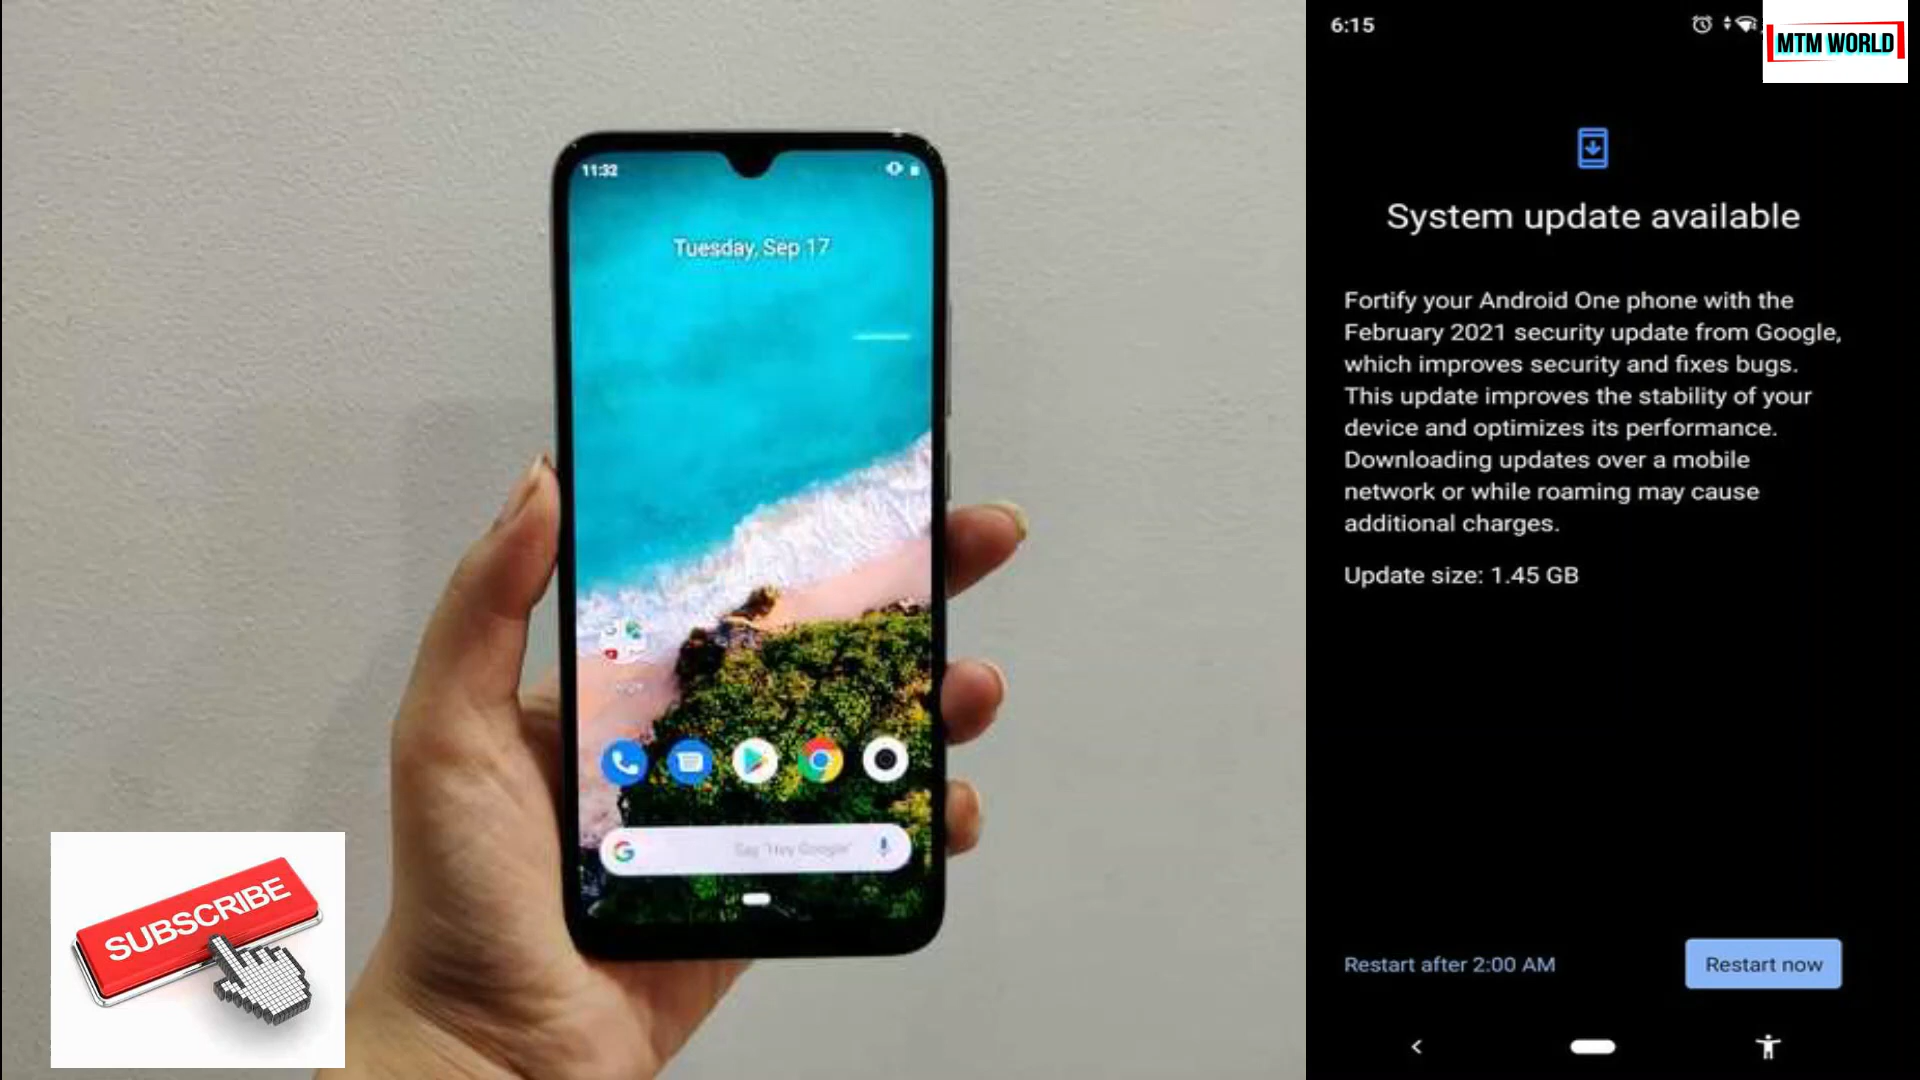 11:32
Tuesday, Sep 17
Say "Hey Google"
SUBSCRIBE
6:15
MTM WORLD
System update available
Fortify your Android One phone with the
February 2021 security update from Google,
which improves security and fixes bugs.
This update improves the stability of your
device and optimizes its performance.
Downloading updates over a mobile
network or while roaming may cause
additional charges.
Update size: 1.45 GB
Restart after 2:00 AM
Restart now